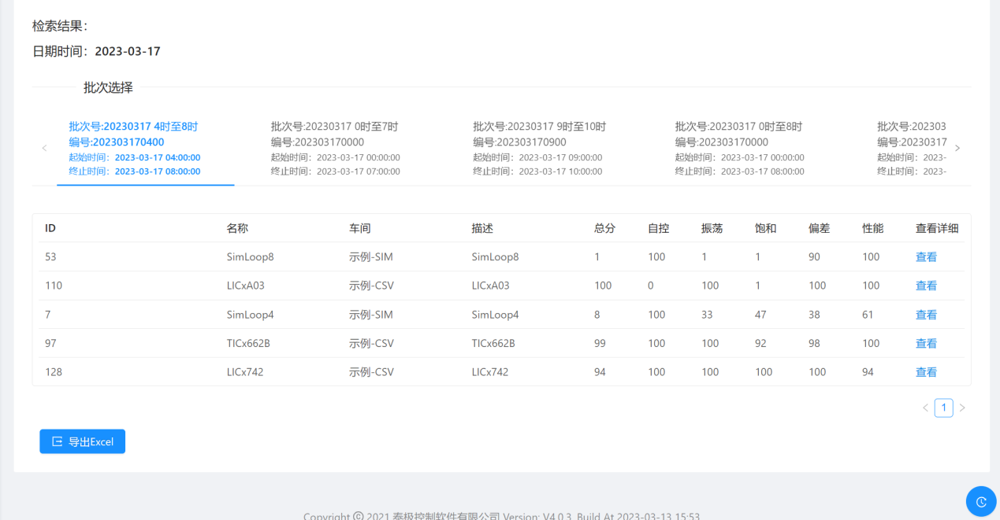 检索结果：
日期时间：2023-03-17
批次选择
批次号:20230317 4时至8时
编号:202303170400
起始时间：2023-03-17 04:00:00
终止时间：2023-03-17 08:00:00
批次号:20230317 0时至7时
编号:202303170000
起始时间：2023-03-17 00:00:00
终止时间：2023-03-17 07:00:00
批次号:20230317 9时至10时
编号:202303170900
起始时间：2023-03-17 09:00:00
终止时间：2023-03-17 10:00:00
批次号:20230317 0时至8时
编号:202303170000
起始时间：2023-03-17 00:00:00
终止时间：2023-03-17 08:00:00
批次号:202303
编号:20230317
起始时间：2023-
终止时间：2023-
ID 名称 车间 描述 总分 自控 振荡 饱和 偏差 性能 查看详细
53 SimLoop8 示例-SIM SimLoop8 1 100 1 1 90 100 查看
110 LICxA03 示例-CSV LICxA03 100 0 100 1 100 100 查看
7 SimLoop4 示例-SIM SimLoop4 8 100 33 47 38 61 查看
97 TICx662B 示例-CSV TICx662B 99 100 100 92 98 100 查看
128 LICx742 示例-CSV LICx742 94 100 100 100 100 94 查看
1
导出Excel
Copyright © 2021 泰极控制软件有限公司 Version: V4.0.3, Build At 2023-03-13 15:53